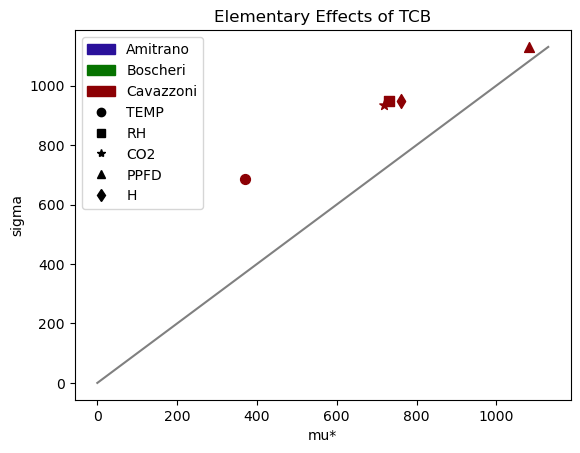 Elementary Effects of TCB
Amitrano
Boscheri
Cavazzoni
TEMP
RH
CO2
PPFD
H
1000
800
600
400
200
0
sigma
0 200 400 600 800 1000
mu*